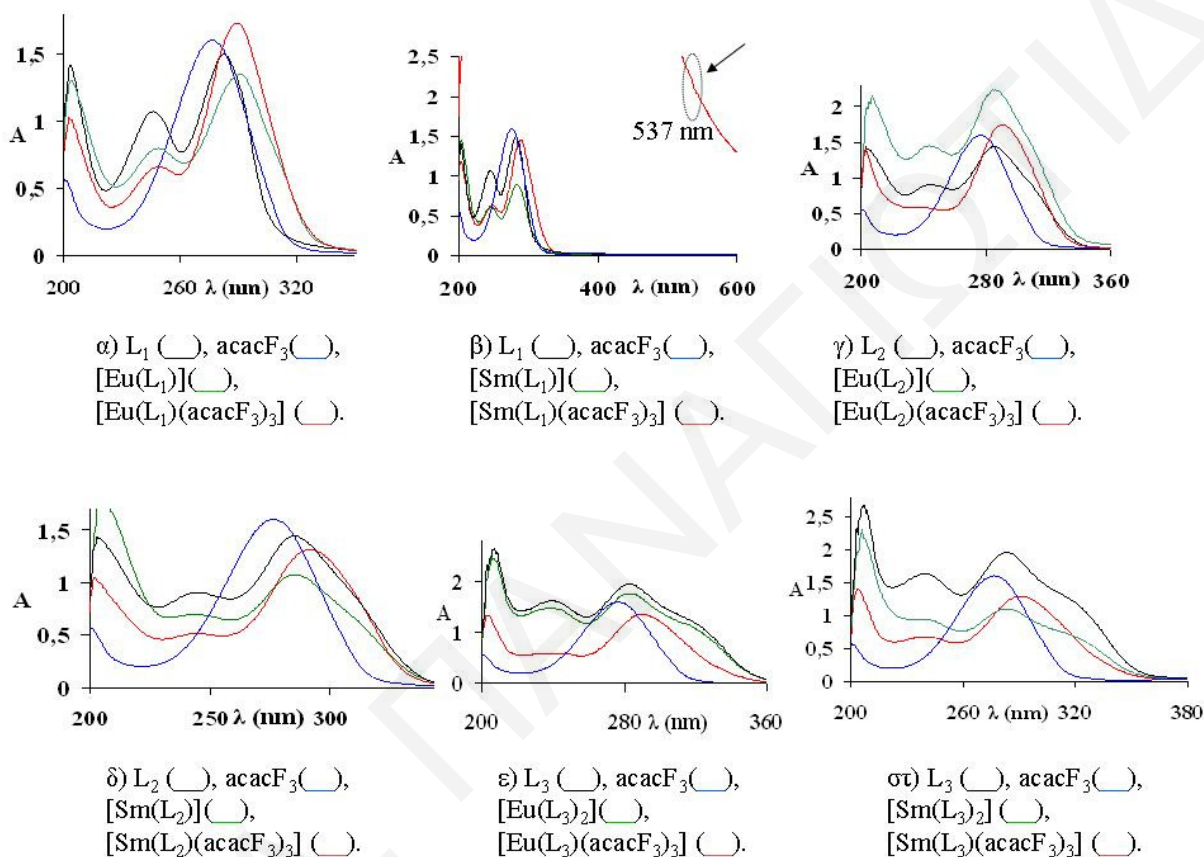 1,5
1
A
0,5
0
200 260 λ (nm) 320
α) L₁ (__), acacF₃(__),
[Eu(L₁)](__),
[Eu(L₁)(acacF₃)₃] (__).
2,5
2
1,5
A
1
0,5
0
537 nm
200 400 λ (nm) 600
β) L₁ (__), acacF₃(__),
[Sm(L₁)](__),
[Sm(L₁)(acacF₃)₃] (__).
2
1,5
A
1
0,5
0
200 280 λ (nm) 360
γ) L₂ (__), acacF₃(__),
[Eu(L₂)](__),
[Eu(L₂)(acacF₃)₃] (__).
1,5
1
A
0,5
0
200 250 λ (nm) 300
δ) L₂ (__), acacF₃(__),
[Sm(L₂)](__),
[Sm(L₂)(acacF₃)₃] (__).
2
A
1
0
200 280 λ (nm) 360
ε) L₃ (__), acacF₃(__),
[Eu(L₃)₂](__),
[Eu(L₃)(acacF₃)₃] (__).
2,5
2
1,5
A
1
0,5
0
200 260 λ (nm) 320 380
στ) L₃ (__), acacF₃(__),
[Sm(L₃)₂] (__),
[Sm(L₃)(acacF₃)₃] (__).
ΠΑΝΑΓΙΩΤΙΔ